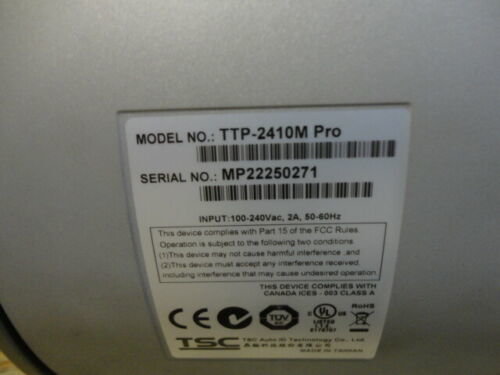 MODEL NO.: TTP-2410M Pro
SERIAL NO.: MP22250271
INPUT:100-240Vac, 2A, 50-60Hz
This device complies with Part 15 of the FCC Rules
Operation is subject to the following two conditions.
(1)This device may not cause harmful interference ,and
(2)This device must accept any interference received,
including interference that may cause undesired operation.
THIS DEVICE COMPLIES WITH
CANADA ICES - 003 CLASS A
CE TÜV UL US LISTED I.T.E. RoHS
TSC TSC Auto ID Technology Co., Ltd.
MADE IN TAIWAN